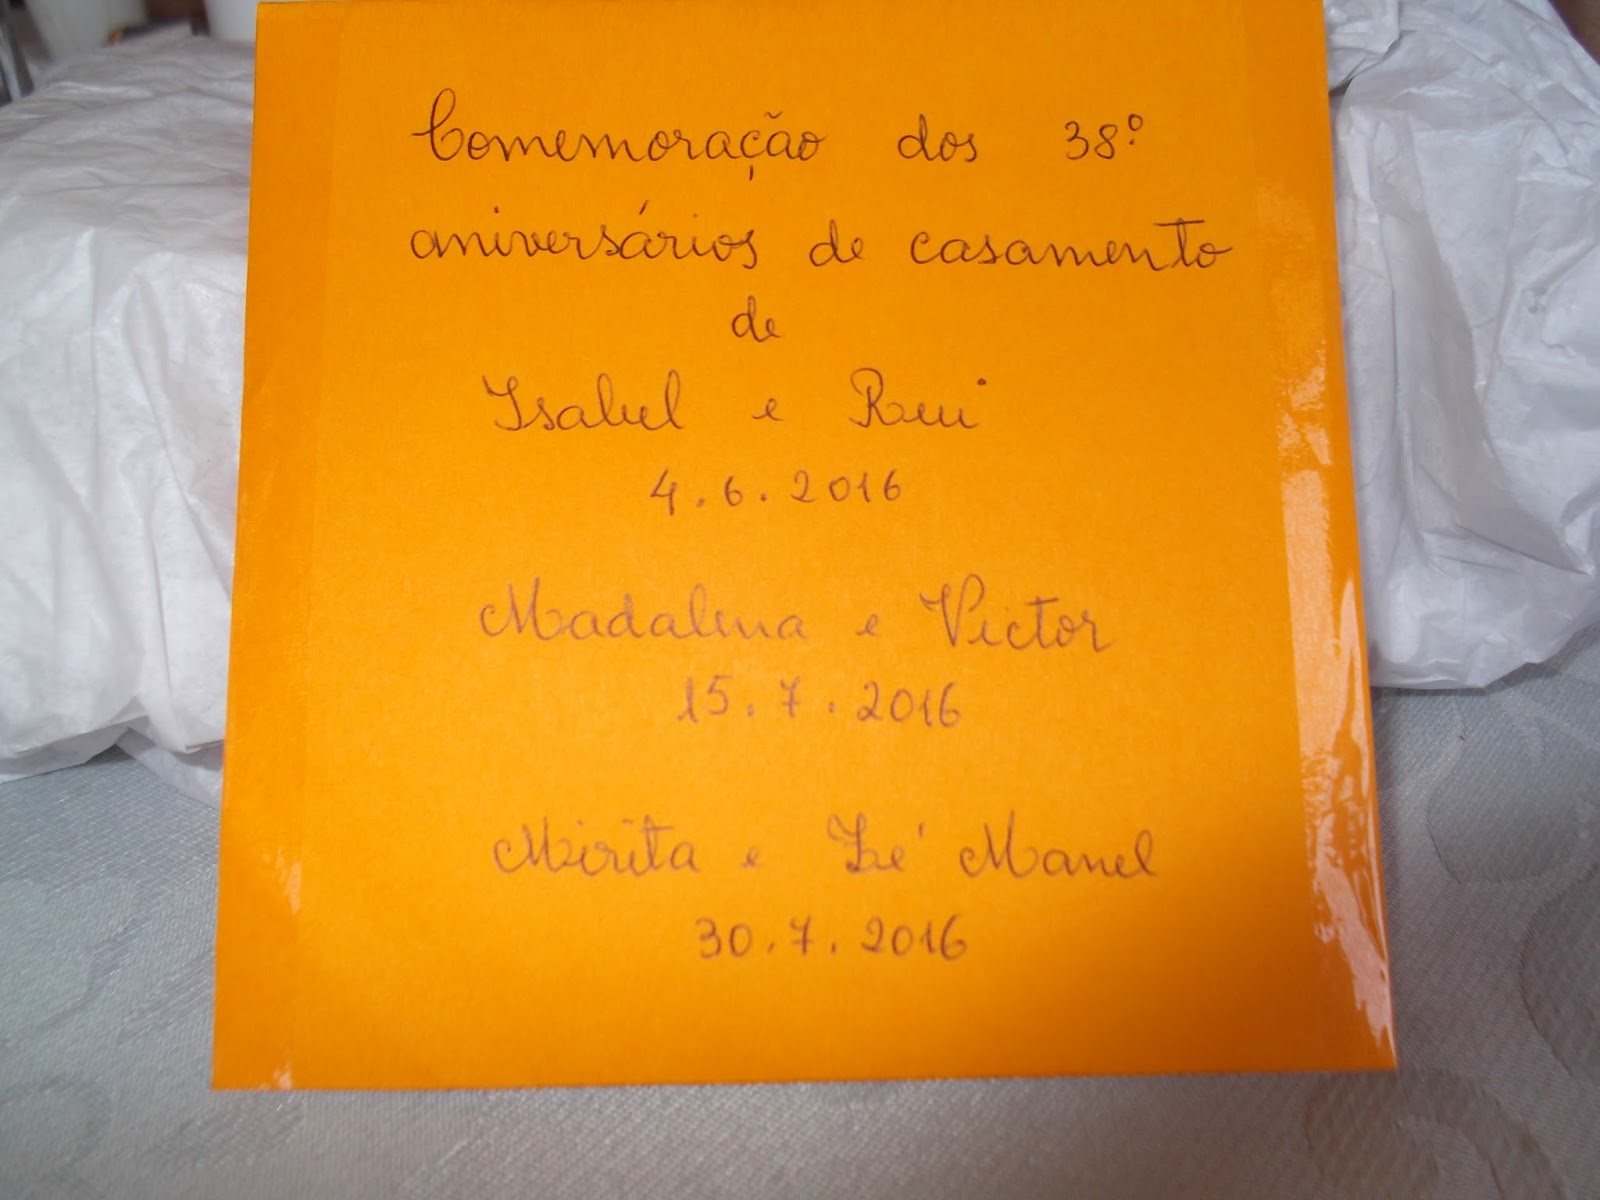 Comemoração dos 38º
aniversários de casamento
de
Isabel e Rui
4.6.2016
Madalena e Victor
15.7.2016
Mirita e Zé Manel
30.7.2016